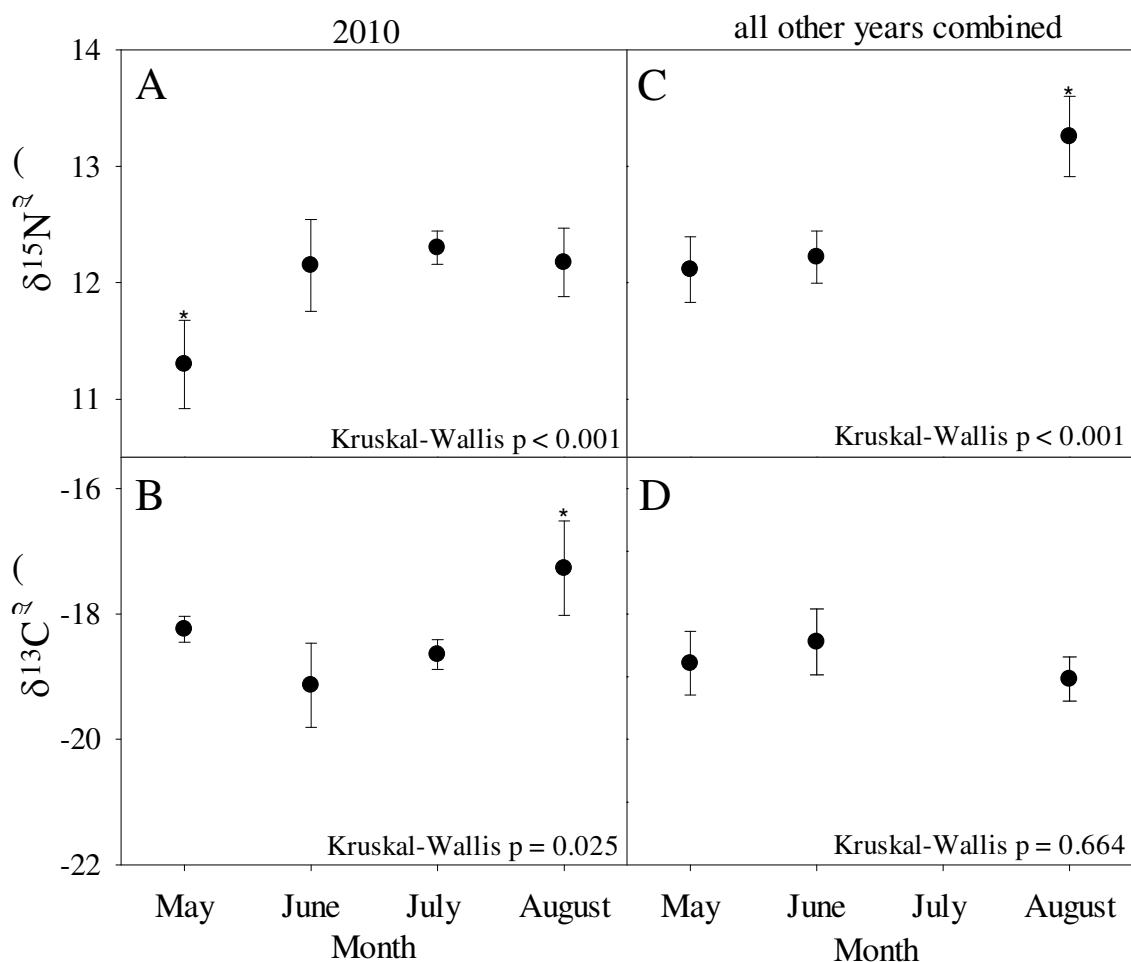 2010
all other years combined
14
13
12
11
δ15N
A
Kruskal-Wallis p < 0.001
C
*
*
Kruskal-Wallis p < 0.001
-16
-18
-20
-22
δ13C
B
*
Kruskal-Wallis p = 0.025
D
Kruskal-Wallis p = 0.664
May June July August
May June July August
Month
Month